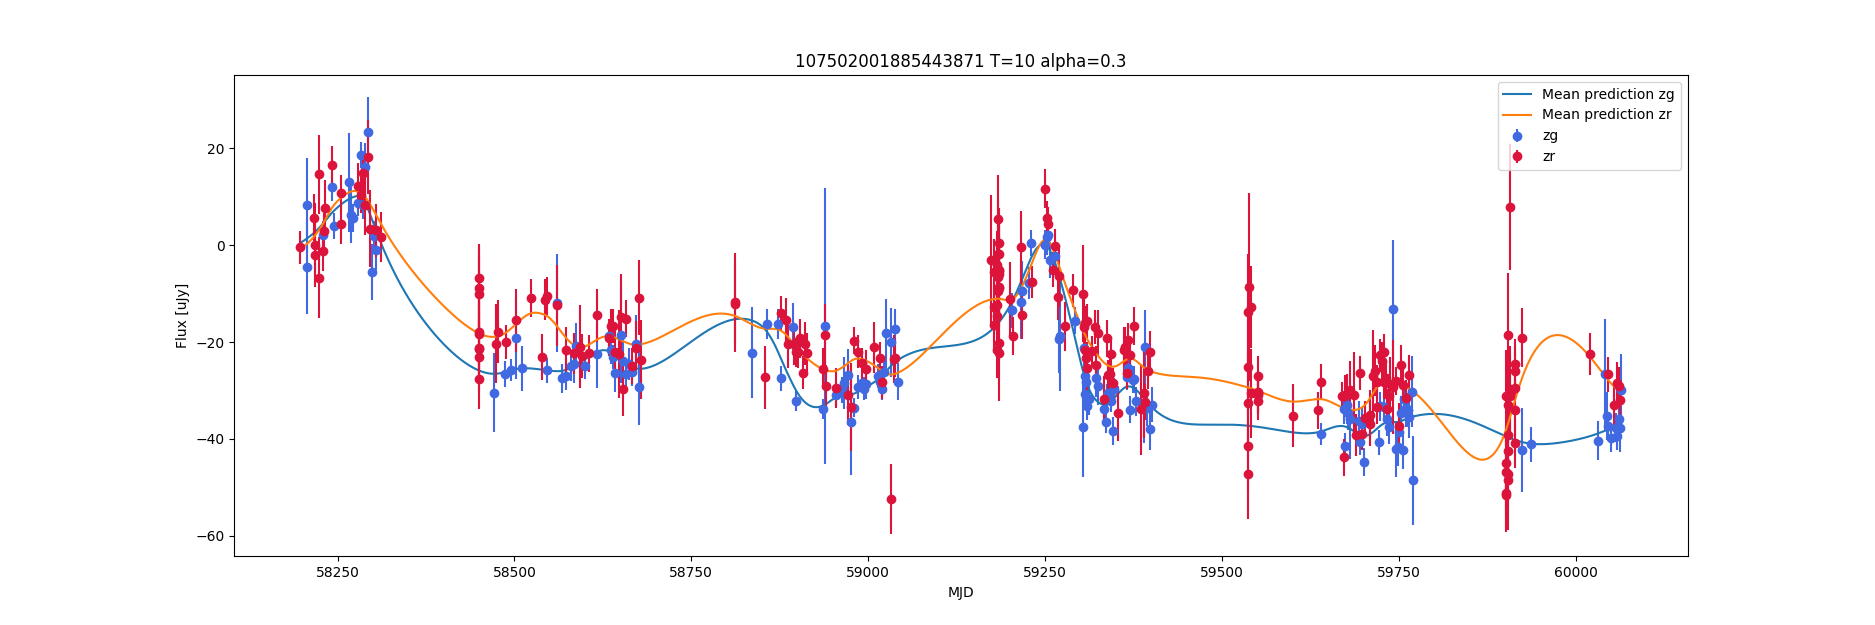 107502001885443871 T=10 alpha=0.3
Mean prediction zg
Mean prediction zr
zg
zr
Flux [uJy]
20
0
−20
−40
−60
58250 58500 58750 59000 59250 59500 59750 60000
MJD